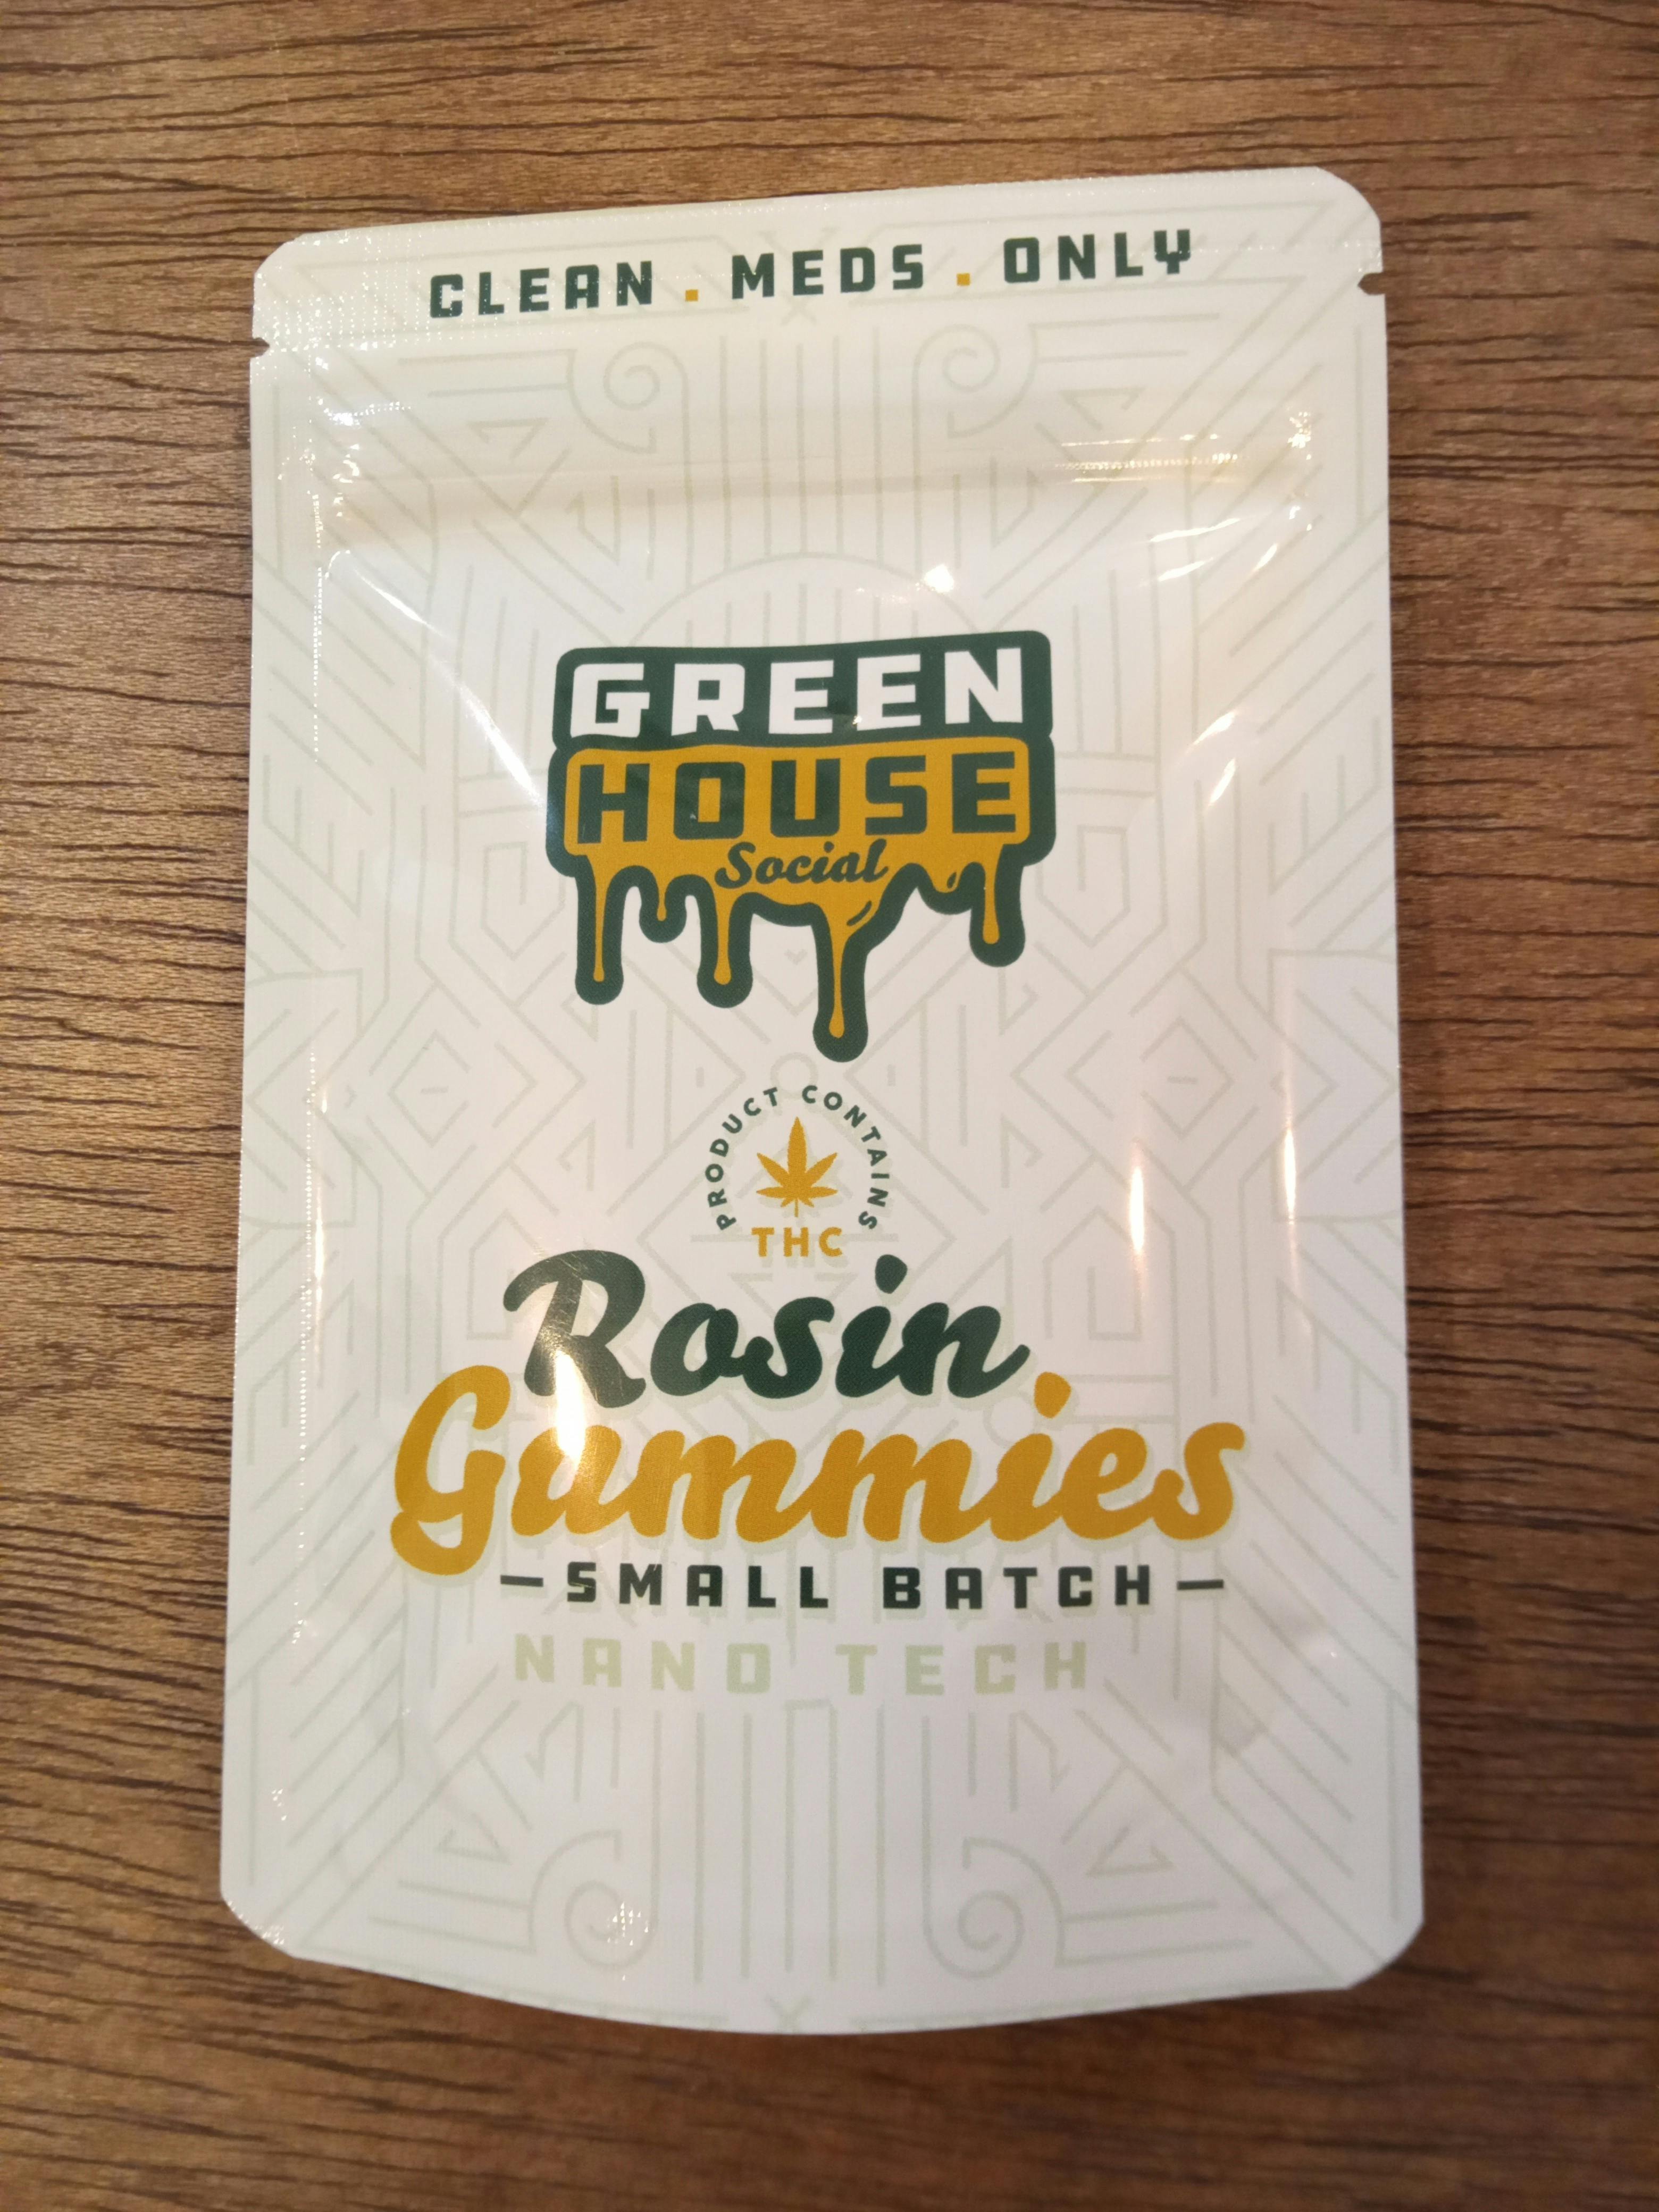 CLEAN . MEDS . ONLY
GREEN
HOUSE
Social
PRODUCT CONTAINS
THC
Rosin
Gummies
—SMALL BATCH—
NANO TECH